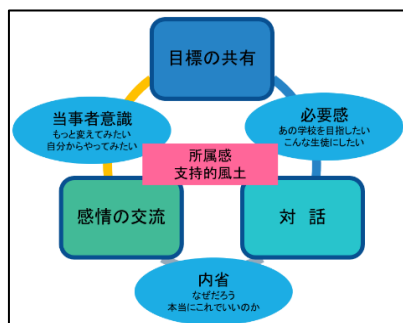 目標の共有
当事者意識
もっと変えてみたい
自分からやってみたい
必要感
あの学校を目指したい
こんな生徒にしたい
所属感
支持的風土
感情の交流
対 話
内省
なぜだろう
本当にこれでいいのか